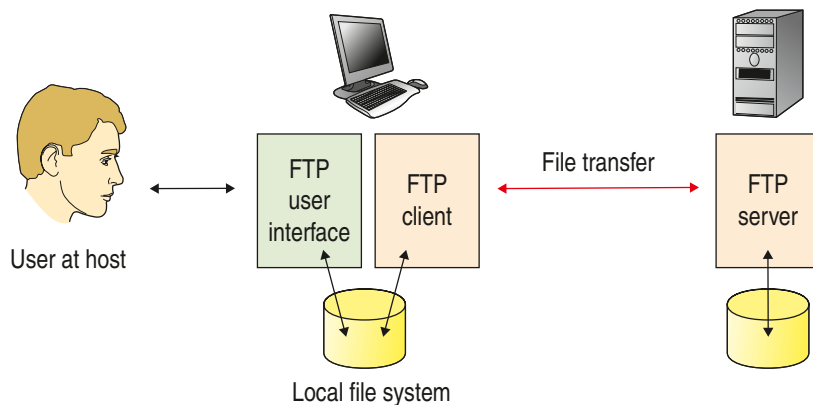 FTP
user
interface
FTP
client
File transfer
FTP
server
User at host
Local file system